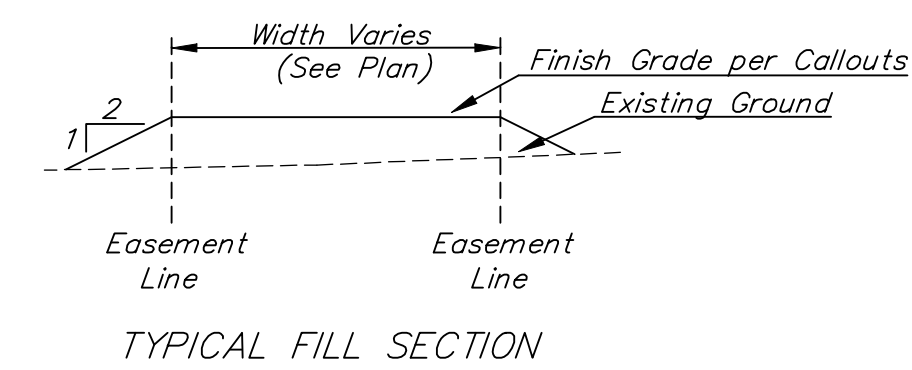 Width Varies
(See Plan)
Finish Grade per Callouts
Existing Ground
2
1
Easement
Line
Easement
Line
TYPICAL FILL SECTION